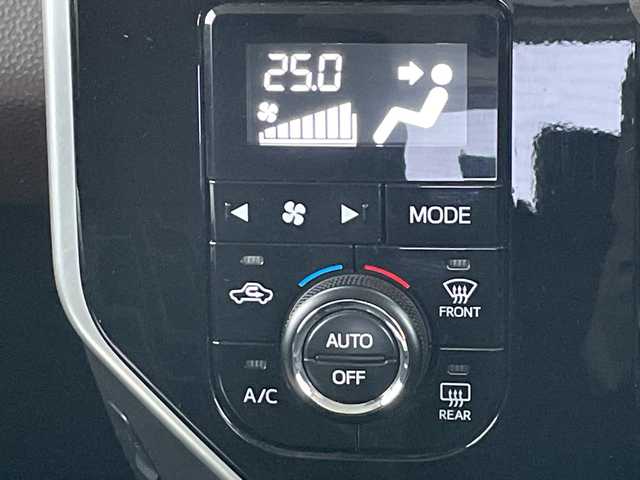 25.0
MODE
FRONT
AUTO
OFF
A/C
REAR